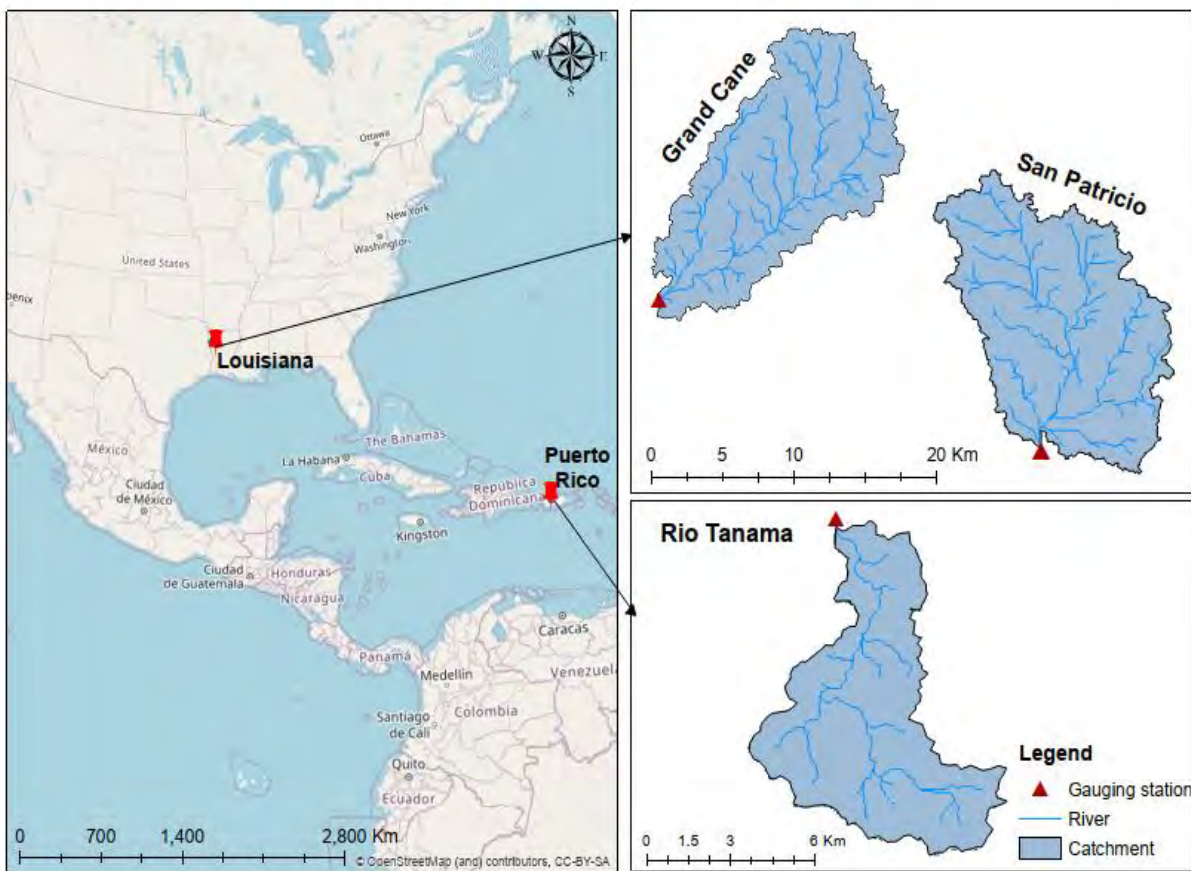 N
W
E
S
Ottawa
New York
Washington
United States
Louisiana
México
Ciudad
de México
La Habana
The Bahamas
Cuba
Republica
Dominicana
Puerto
Rico
Kingston
Ciudad
de Guatemala
Honduras
Nicaragua
Panamá
Caracas
Venezuel
Medellín
Colombia
Santiago
de Cali
Quito
Ecuador
0 700 1,400 2,800 Km
© OpenStreetMap (and) contributors, CC-BY-SA
Grand Cane
San Patricio
0 5 10 20 Km
Rio Tanama
Legend
Gauging station
River
Catchment
0 1.5 3 6 Km